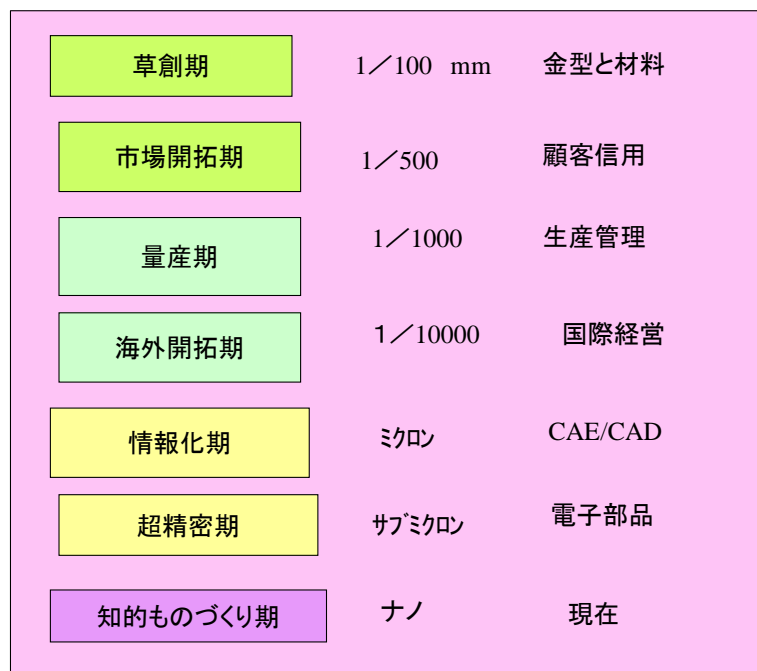 草創期 1／100 mm 金型と材料
市場開拓期 1／500 顧客信用
量産期 1／1000 生産管理
海外開拓期 １／10000 国際経営
情報化期 ﾐｸﾛﾝ CAE/CAD
超精密期 ｻﾌﾞﾐｸﾛﾝ 電子部品
知的ものづくり期 ナノ 現在